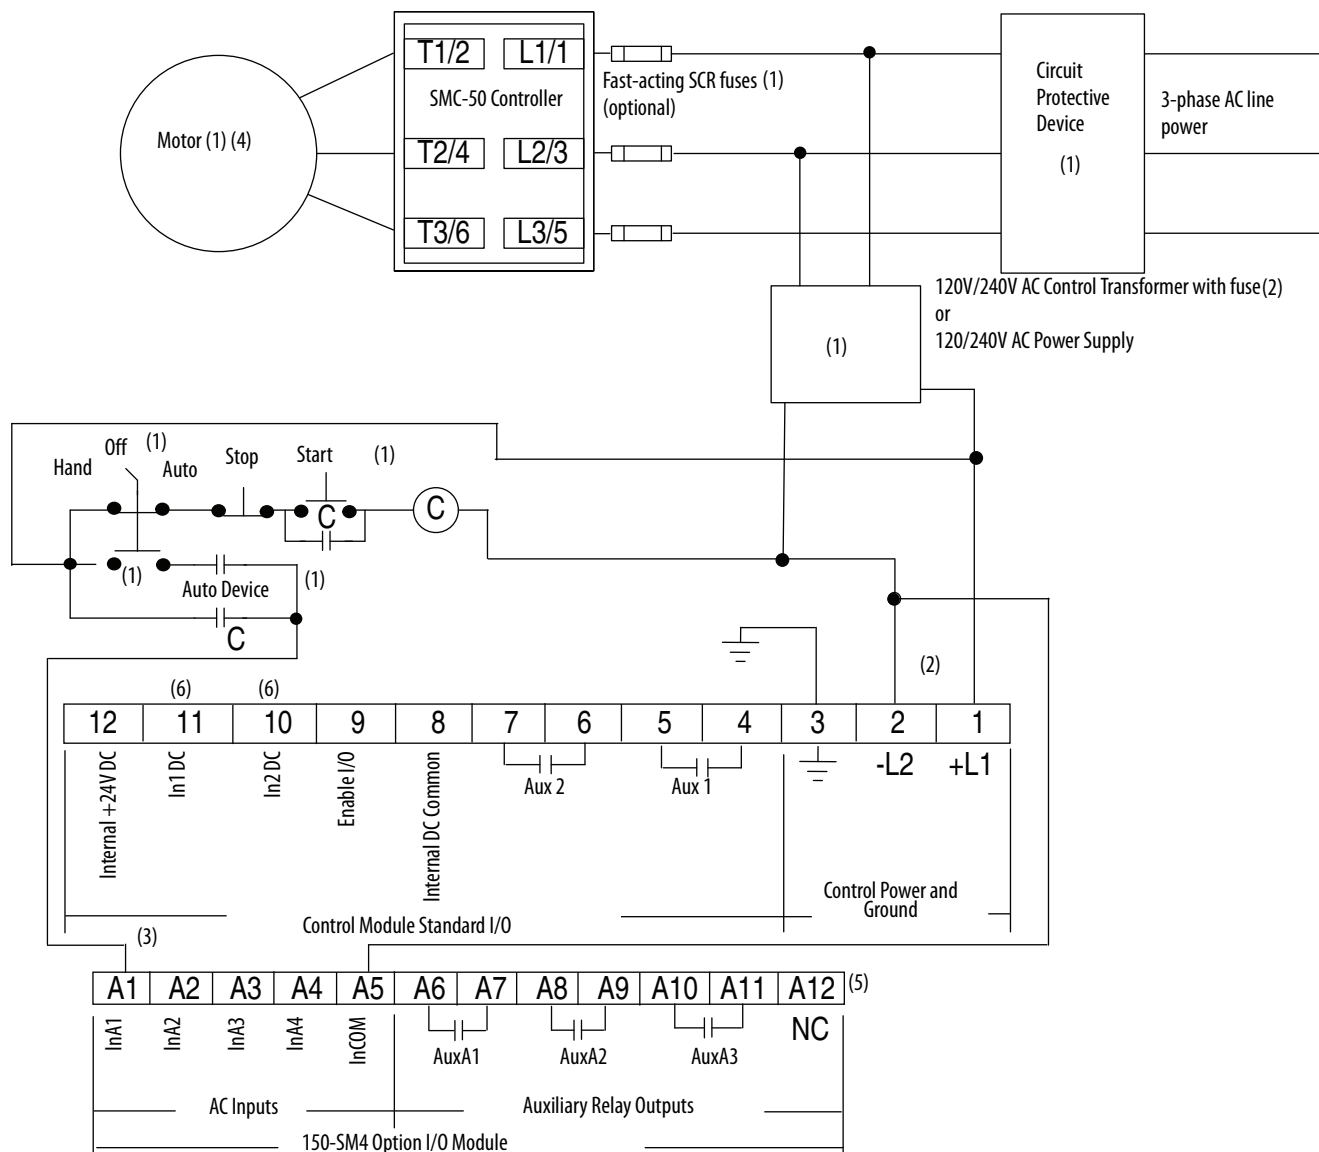 T1/2 L1/1
SMC-50 Controller
T2/4 L2/3
T3/6 L3/5
Motor (1) (4)
Fast-acting SCR fuses (1)
(optional)
Circuit
Protective
Device
(1)
3-phase AC line
power
120V/240V AC Control Transformer with fuse(2)
or
120/240V AC Power Supply
(1)
Off (1)
Hand Auto Stop Start (1)
C C
(1) (1)
Auto Device
C
(2)
(6) (6)
12 11 10 9 8 7 6 5 4 3 2 1
-L2 +L1
Internal +24V DC
In1 DC
In2 DC
Enable I/O
Internal DC Common
Aux 2
Aux 1
Control Power and
Ground
Control Module Standard I/O
(3)
A1 A2 A3 A4 A5 A6 A7 A8 A9 A10 A11 A12 (5)
InA1
InA2
InA3
InA4
InCOM
AuxA1 AuxA2 AuxA3
NC
AC Inputs Auxiliary Relay Outputs
150-SM4 Option I/O Module